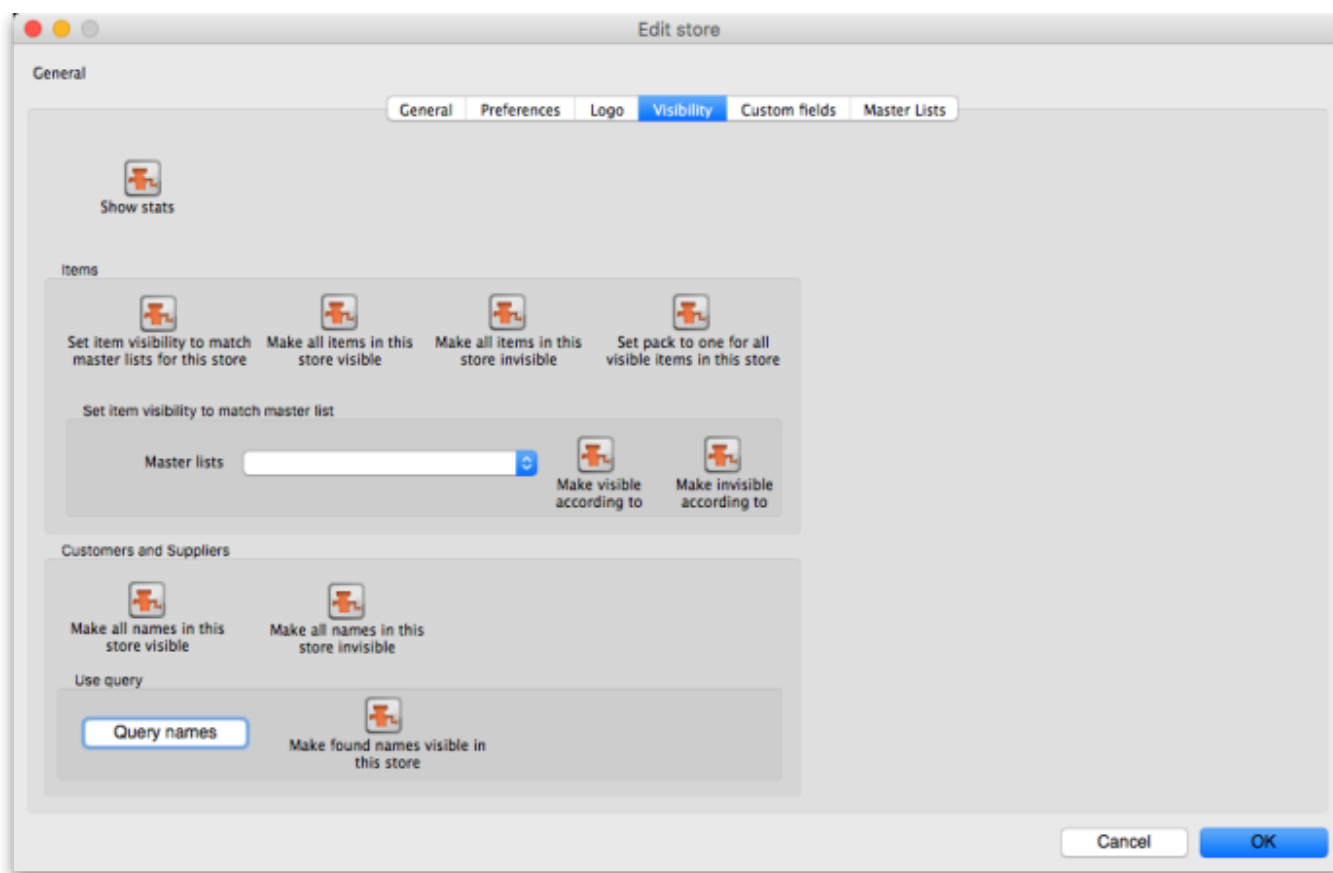 Edit store
General
General Preferences Logo Visibility Custom fields Master Lists
Show stats
Items
Set item visibility to match
master lists for this store
Make all items in this
store visible
Make all items in this
store invisible
Set pack to one for all
visible items in this store
Set item visibility to match master list
Master lists
Make visible
according to
Make invisible
according to
Customers and Suppliers
Make all names in this
store visible
Make all names in this
store invisible
Use query
Query names
Make found names visible in
this store
Cancel
OK